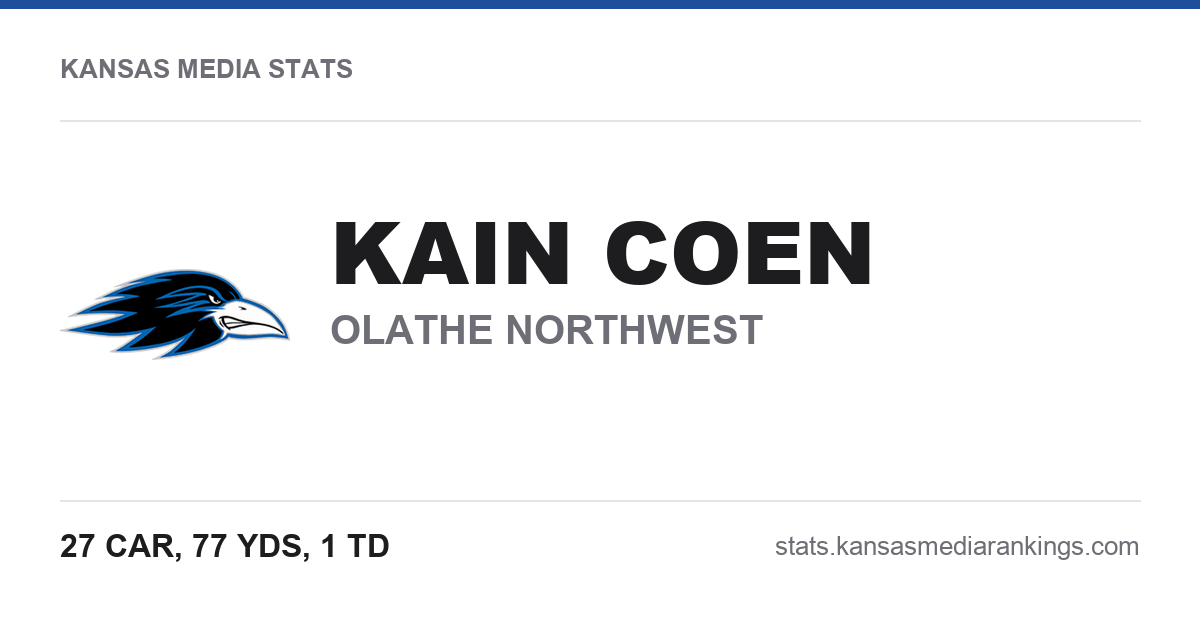 KANSAS MEDIA STATS
KAIN COEN
OLATHE NORTHWEST
27 CAR, 77 YDS, 1 TD
stats.kansasmediarankings.com